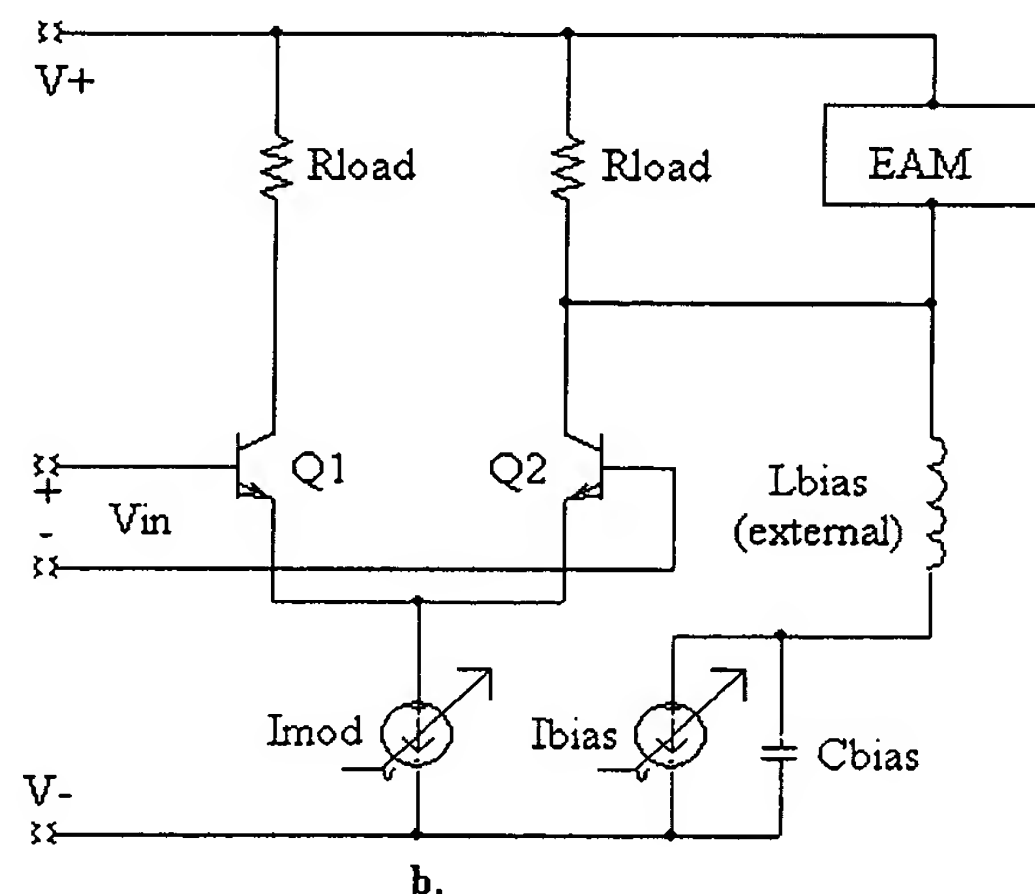 V+
Rload
Rload
EAM
Q1
Q2
+
Vin
-
Lbias
(external)
Imod
Ibias
Cbias
V-
b.